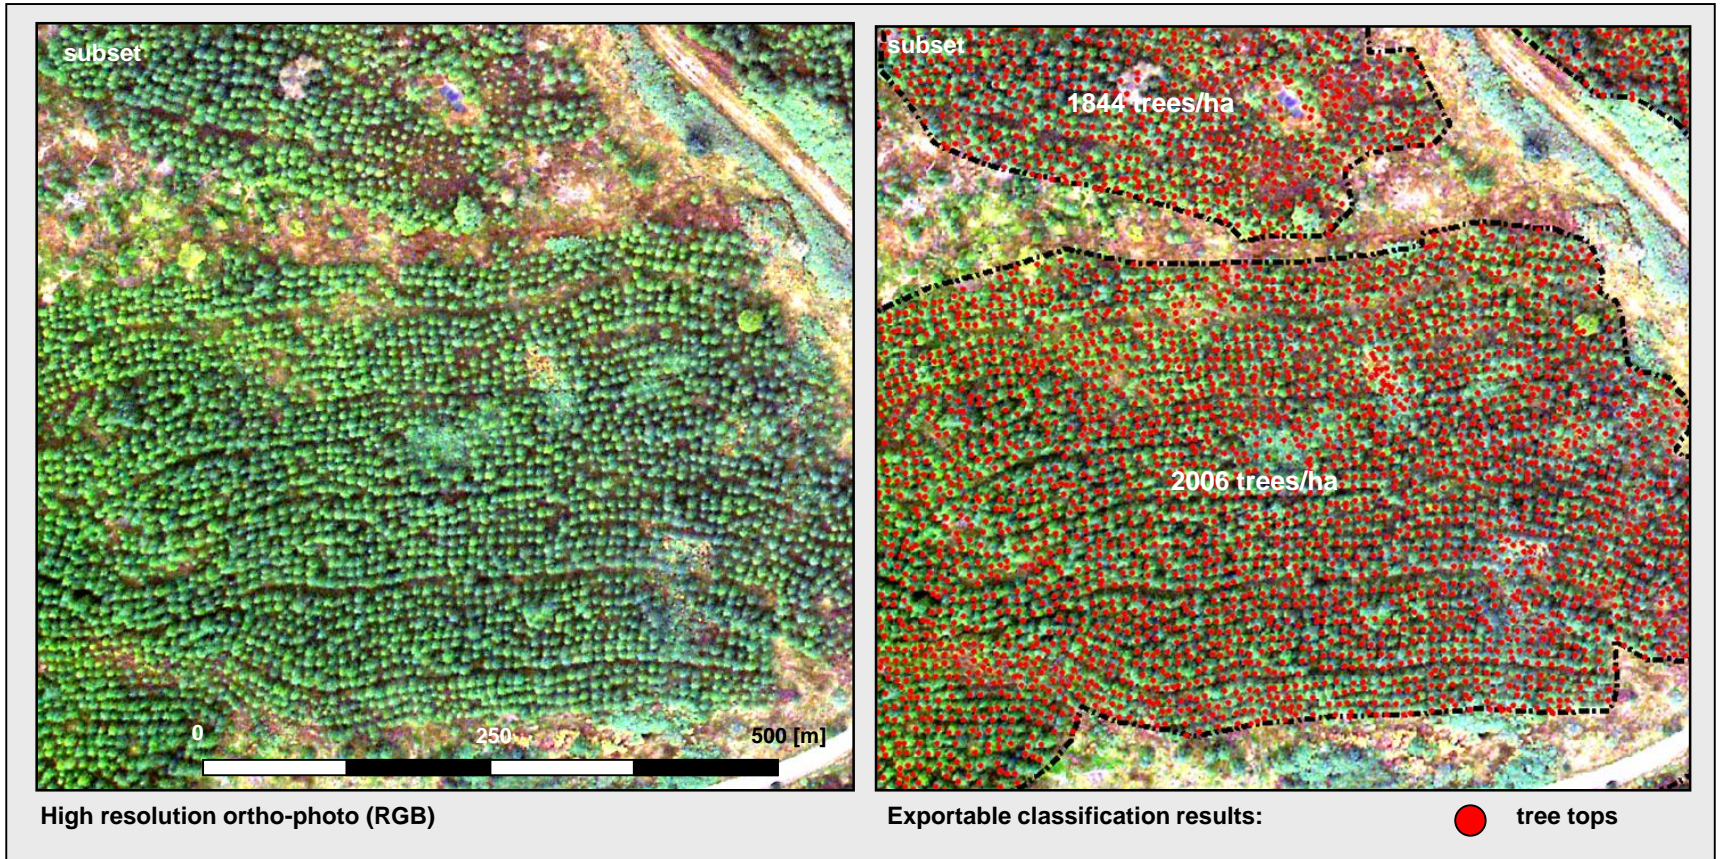 subset
0 250 500 [m]
High resolution ortho-photo (RGB)
subset
1844 trees/ha
2006 trees/ha
Exportable classification results:
tree tops